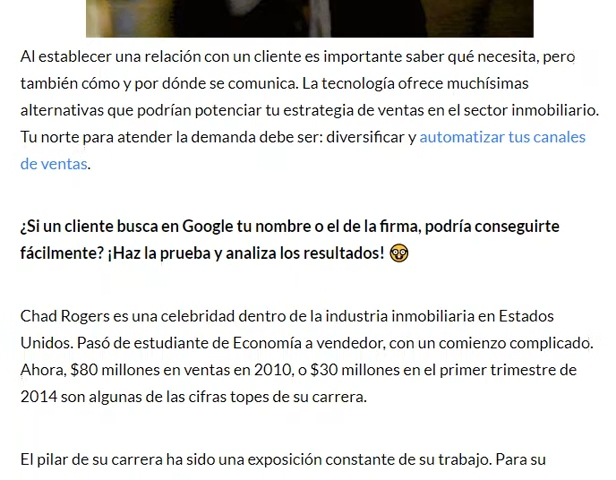 Al establecer una relación con un cliente es importante saber qué necesita, pero
también cómo y por dónde se comunica. La tecnología ofrece muchísimas
alternativas que podrían potenciar tu estrategia de ventas en el sector inmobiliario.
Tu norte para atender la demanda debe ser: diversificar y automatizar tus canales
de ventas.
¿Si un cliente busca en Google tu nombre o el de la firma, podría conseguirte
fácilmente? ¡Haz la prueba y analiza los resultados! 🤓
Chad Rogers es una celebridad dentro de la industria inmobiliaria en Estados
Unidos. Pasó de estudiante de Economía a vendedor, con un comienzo complicado.
Ahora, $80 millones en ventas en 2010, o $30 millones en el primer trimestre de
2014 son algunas de las cifras topes de su carrera.
El pilar de su carrera ha sido una exposición constante de su trabajo. Para su